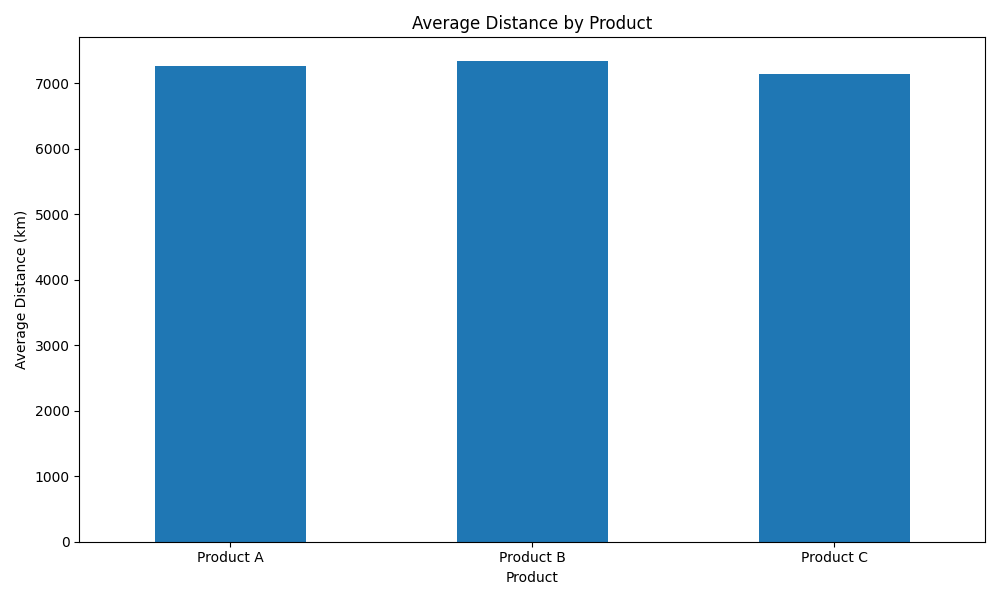 Average Distance by Product
Average Distance (km)
7000
6000
5000
4000
3000
2000
1000
0
Product A
Product B
Product C
Product